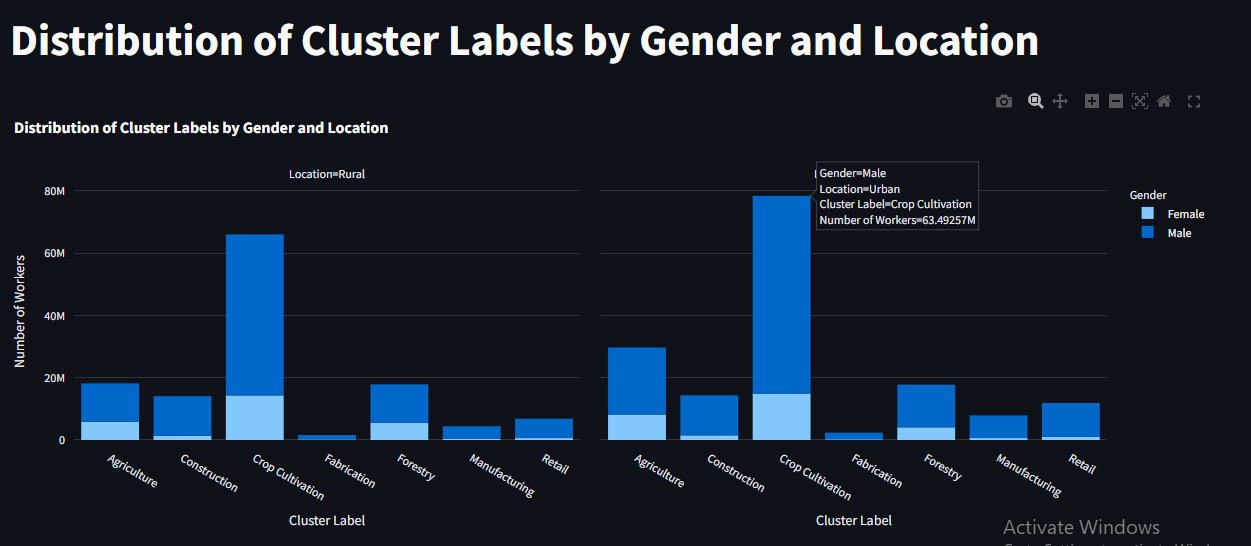 Distribution of Cluster Labels by Gender and Location
Distribution of Cluster Labels by Gender and Location
Location=Rural
Gender=Male
Location=Urban
Cluster Label=Crop Cultivation
Number of Workers=63.49257M
Gender
Female
Male
Number of Workers
80M
60M
40M
20M
0
Agriculture
Construction
Crop Cultivation
Fabrication
Forestry
Manufacturing
Retail
Cluster Label
Agriculture
Construction
Crop Cultivation
Fabrication
Forestry
Manufacturing
Retail
Cluster Label
Activate Windows